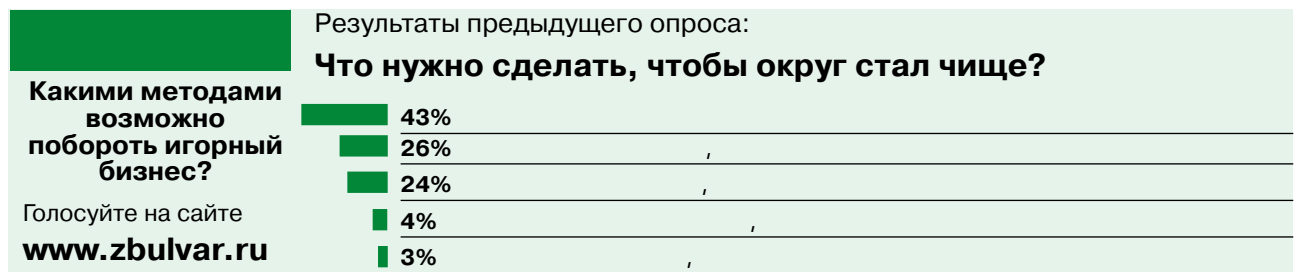 Какими методами
возможно
побороть игорный
бизнес?
Голосуйте на сайте
www.zbulvar.ru
Результаты предыдущего опроса:
Что нужно сделать, чтобы округ стал чище?
43%
26% ,
24% ,
4% ,
3% ,